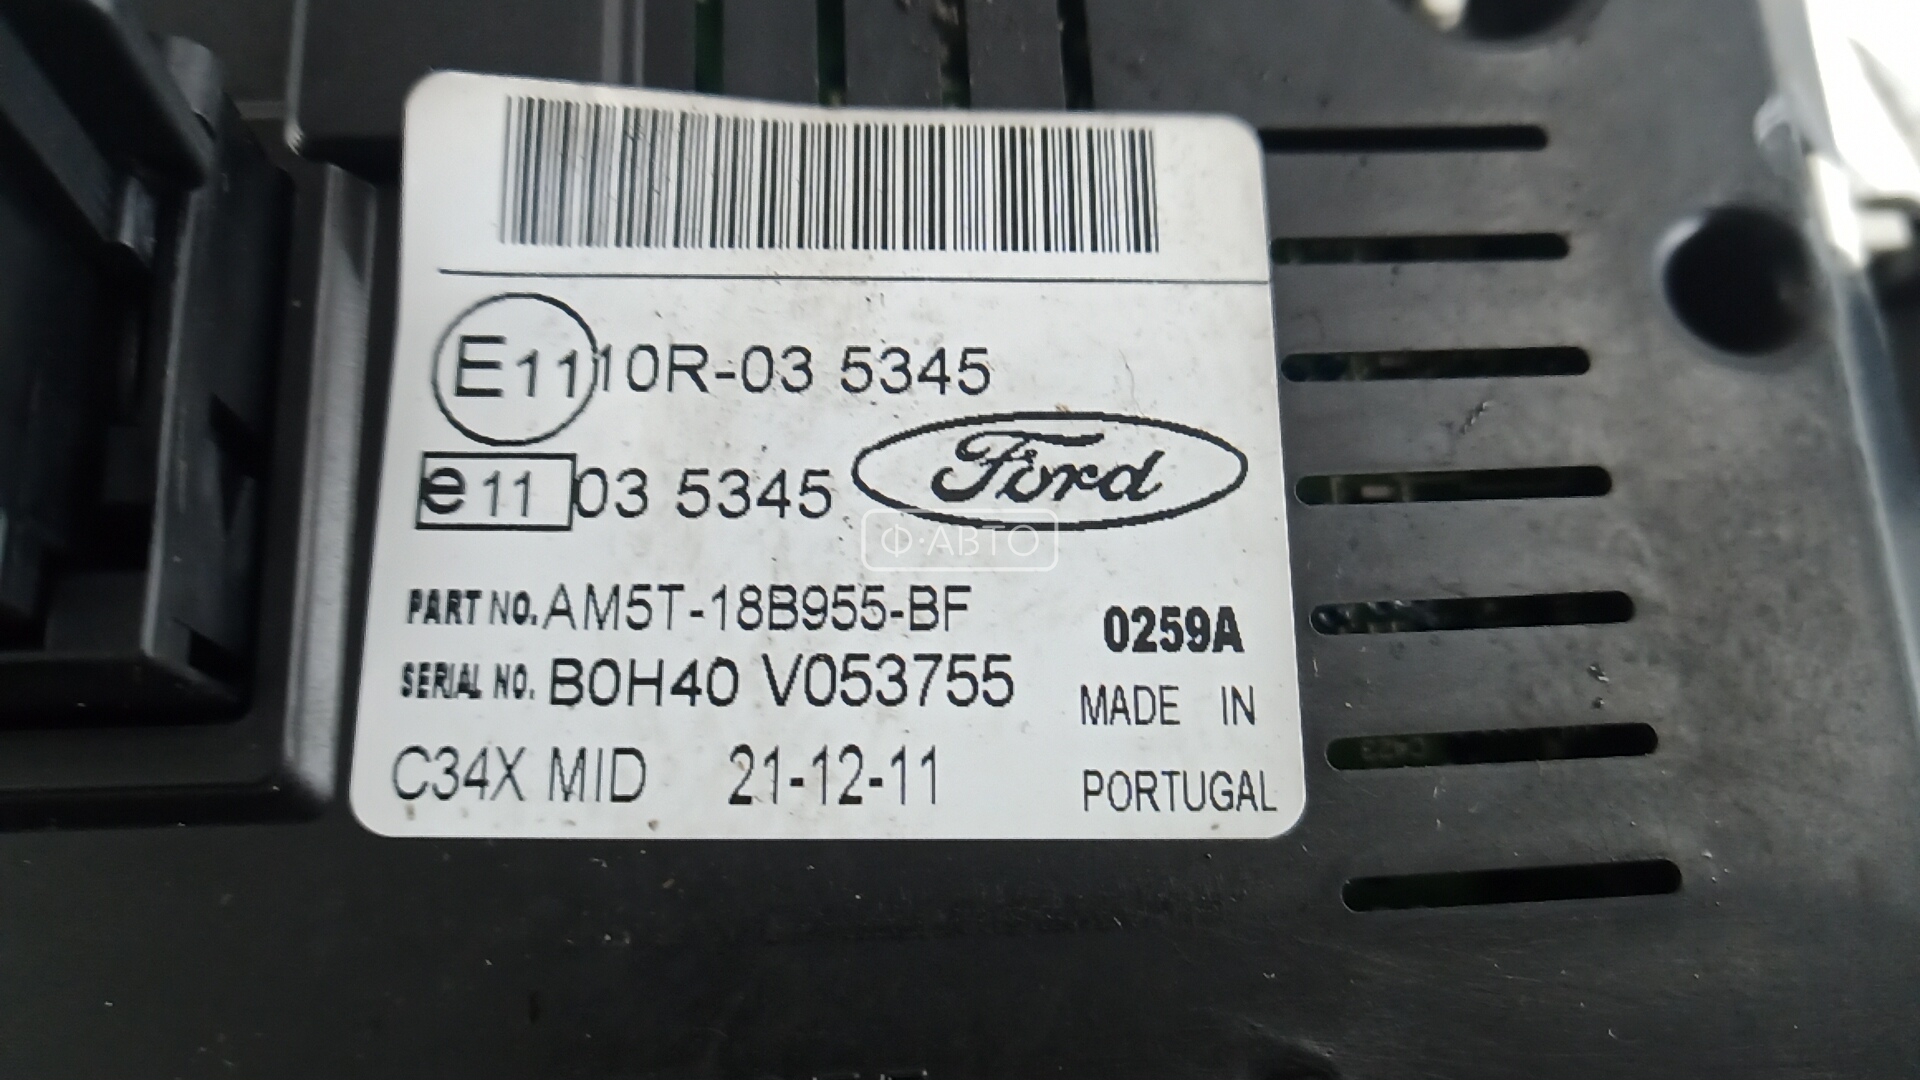 E11 10R-03 5345
e11 03 5345
Ford
Ф·АВТО
PART NO. AM5T-18B955-BF
0259A
SERIAL NO. B0H40 V053755
MADE IN
C34X MID 21-12-11
PORTUGAL